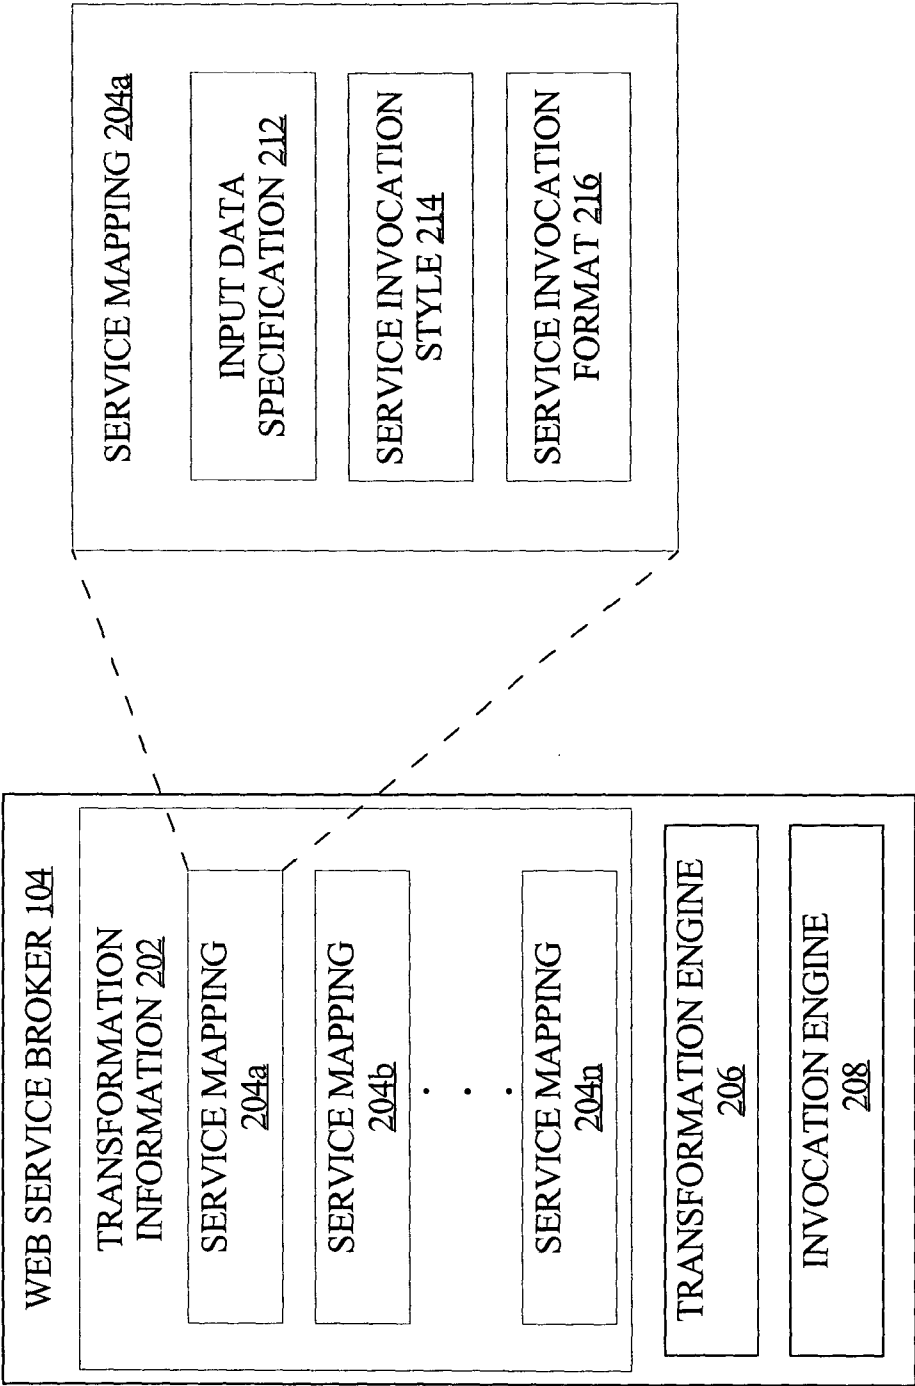 WEB SERVICE BROKER 104
TRANSFORMATION
INFORMATION 202
SERVICE MAPPING
204a
SERVICE MAPPING
204b
. . .
SERVICE MAPPING
204n
TRANSFORMATION ENGINE
206
INVOCATION ENGINE
208
SERVICE MAPPING 204a
INPUT DATA
SPECIFICATION 212
SERVICE INVOCATION
STYLE 214
SERVICE INVOCATION
FORMAT 216